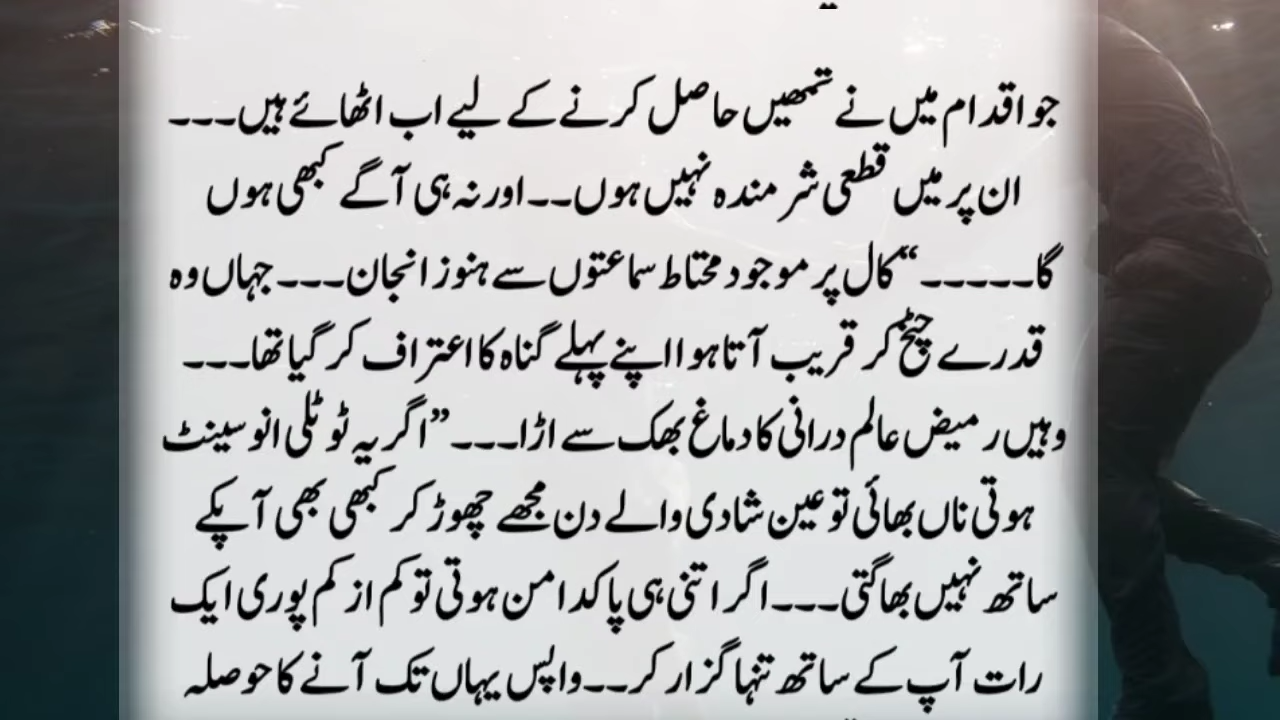 جو اقدام میں نے تمھیں حاصل کرنے کے لیے اب اٹھائے ہیں۔۔۔
ان پر میں قطعی شرمندہ نہیں ہوں۔۔اور نہ ہی آگے کبھی ہوں
گا۔۔۔۔۔“ کال پر موجود محتاط سماعتوں سے ہنوز انجان۔۔۔ جہاں وہ
قدرے چیخ کر قریب آتا ہوا اپنے پہلے گناہ کا اعتراف کر گیا تھا۔۔۔
وہیں رمیض عالم درانی کا دماغ بھک سے اڑا۔۔۔ ”اگر یہ ٹوٹلی انوسینٹ
ہوتی ناں بھائی تو عین شادی والے دن مجھے چھوڑ کر کبھی بھی آپکے
ساتھ نہیں بھاگتی۔۔۔اگر اتنی ہی پاکدامن ہوتی تو کم از کم پوری ایک
رات آپ کے ساتھ تنہا گزار کر۔۔واپس یہاں تک آنے کا حوصلہ